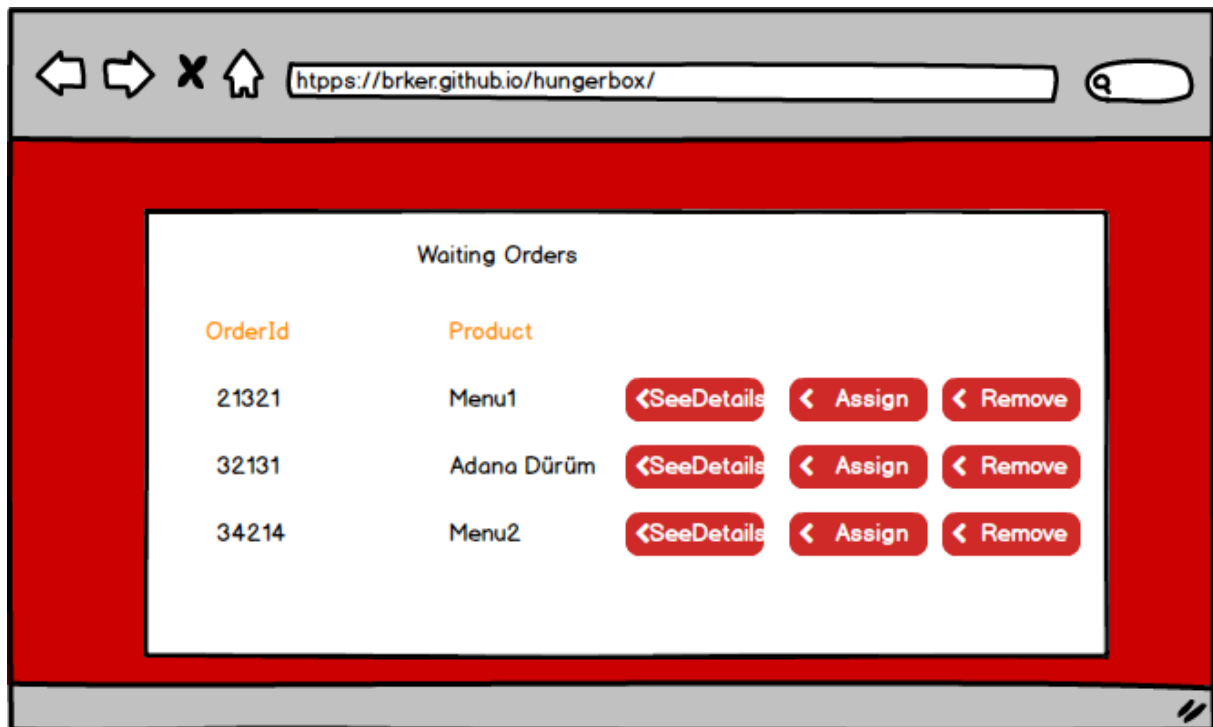 htpps://brker.github.io/hungerbox/
Waiting Orders
OrderId Product
21321 Menu1 SeeDetails Assign Remove
32131 Adana Dürüm SeeDetails Assign Remove
34214 Menu2 SeeDetails Assign Remove